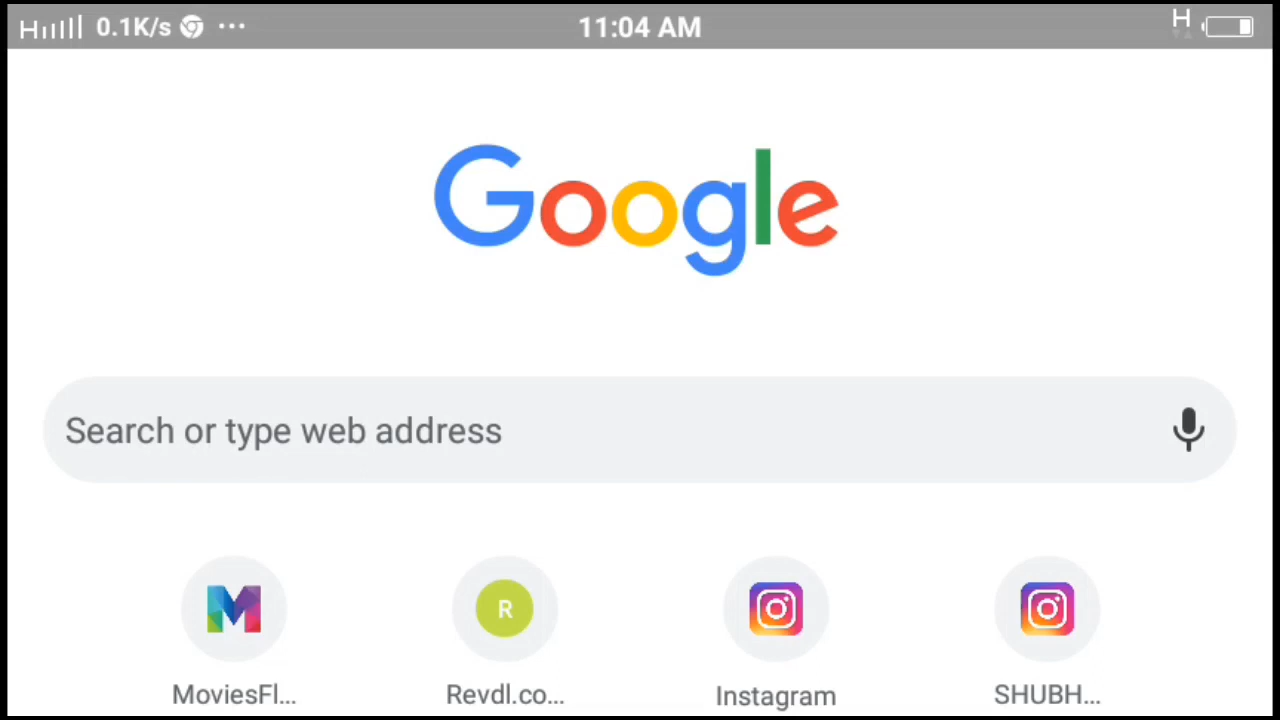 H 0.1K/s ... 11:04 AM H
Google
Search or type web address
M R
MoviesFl... Revdl.co... Instagram SHUBH...